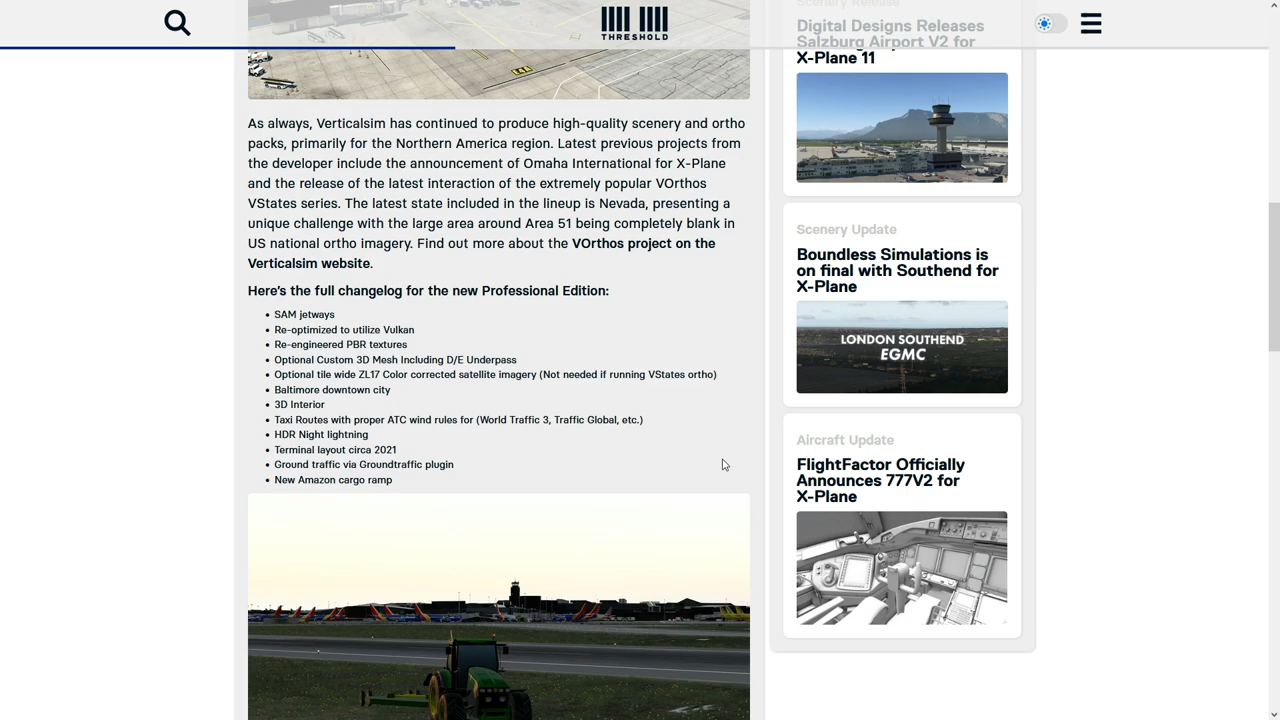 THRESHOLD
As always, Verticalsim has continued to produce high-quality scenery and ortho
packs, primarily for the Northern America region. Latest previous projects from
the developer include the announcement of Omaha International for X-Plane
and the release of the latest interaction of the extremely popular VOrthos
VStates series. The latest state included in the lineup is Nevada, presenting a
unique challenge with the large area around Area 51 being completely blank in
US national ortho imagery. Find out more about the VOrthos project on the
Verticalsim website.
Here's the full changelog for the new Professional Edition:
• SAM jetways
• Re-optimized to utilize Vulkan
• Re-engineered PBR textures
• Optional Custom 3D Mesh Including D/E Underpass
• Optional tile wide ZL17 Color corrected satellite imagery (Not needed if running VStates ortho)
• Baltimore downtown city
• 3D Interior
• Taxi Routes with proper ATC wind rules for (World Traffic 3, Traffic Global, etc.)
• HDR Night lightning
• Terminal layout circa 2021
• Ground traffic via Groundtraffic plugin
• New Amazon cargo ramp
Scenery Release
Digital Designs Releases
Salzburg Airport V2 for
X-Plane 11
Scenery Update
Boundless Simulations is
on final with Southend for
X-Plane
LONDON SOUTHEND
EGMC
Aircraft Update
FlightFactor Officially
Announces 777V2 for
X-Plane